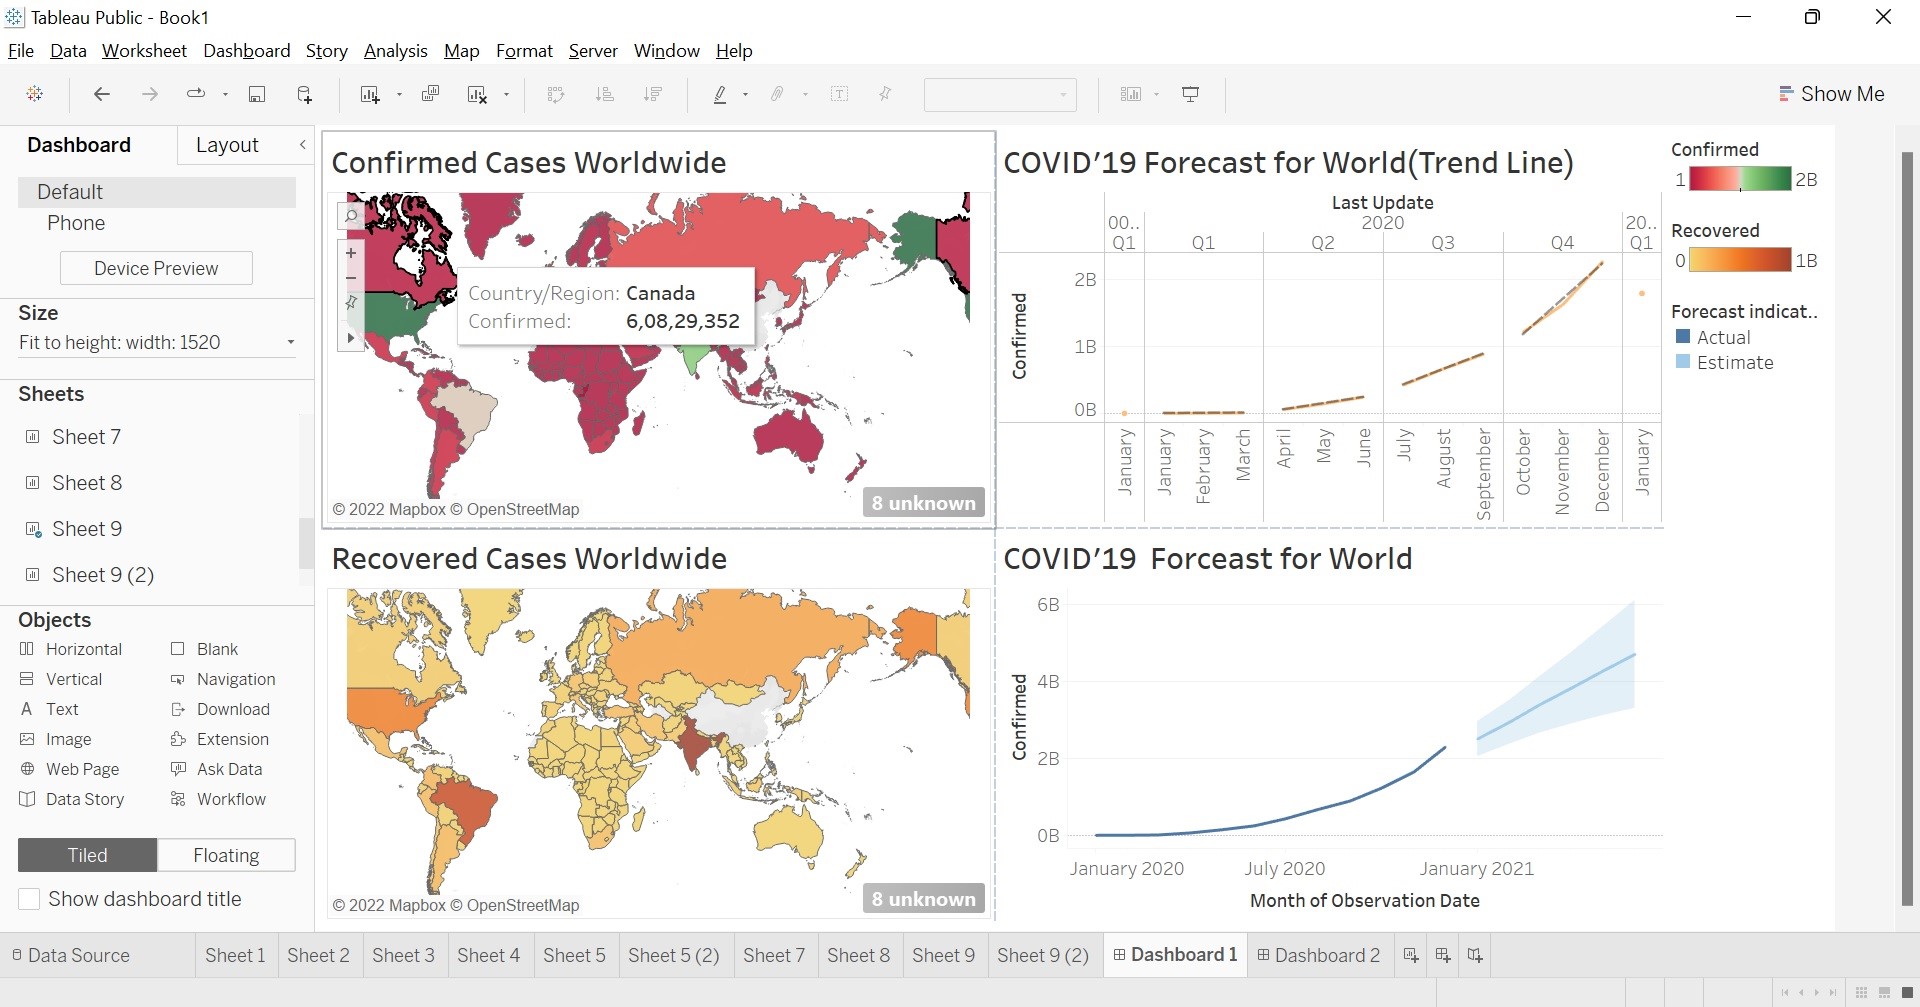 Tableau Public - Book1
File Data Worksheet Dashboard Story Analysis Map Format Server Window Help
Show Me
Dashboard Layout
Default
Phone
Device Preview
Size
Fit to height: width: 1520
Sheets
Sheet 7
Sheet 8
Sheet 9
Sheet 9 (2)
Objects
Horizontal Blank
Vertical Navigation
Text Download
Image Extension
Web Page Ask Data
Data Story Workflow
Tiled Floating
Show dashboard title
Confirmed Cases Worldwide
Country/Region: Canada
Confirmed: 6,08,29,352
© 2022 Mapbox © OpenStreetMap
8 unknown
COVID'19 Forecast for World(Trend Line)
Last Update
00.. 2020 20..
Q1 Q1 Q2 Q3 Q4 Q1
Confirmed
2B
1B
0B
January January February March April May June July August September October November December January
Confirmed
1 2B
Recovered
0 1B
Forecast indicat..
Actual
Estimate
Recovered Cases Worldwide
© 2022 Mapbox © OpenStreetMap
8 unknown
COVID'19 Forceast for World
Confirmed
6B
4B
2B
0B
January 2020 July 2020 January 2021
Month of Observation Date
Data Source Sheet 1 Sheet 2 Sheet 3 Sheet 4 Sheet 5 Sheet 5 (2) Sheet 7 Sheet 8 Sheet 9 Sheet 9 (2) Dashboard 1 Dashboard 2